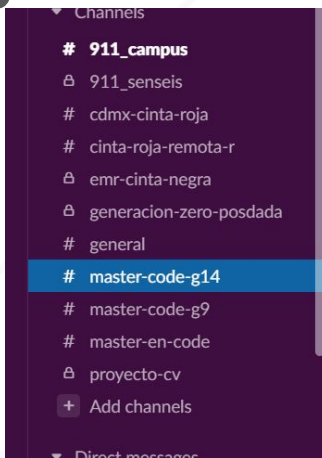 Channels
# 911_campus
911_senseis
# cdmx-cinta-roja
# cinta-roja-remota-r
emr-cinta-negra
generacion-zero-posdada
# general
# master-code-g14
# master-code-g9
# master-en-code
proyecto-cv
+ Add channels
Direct messages